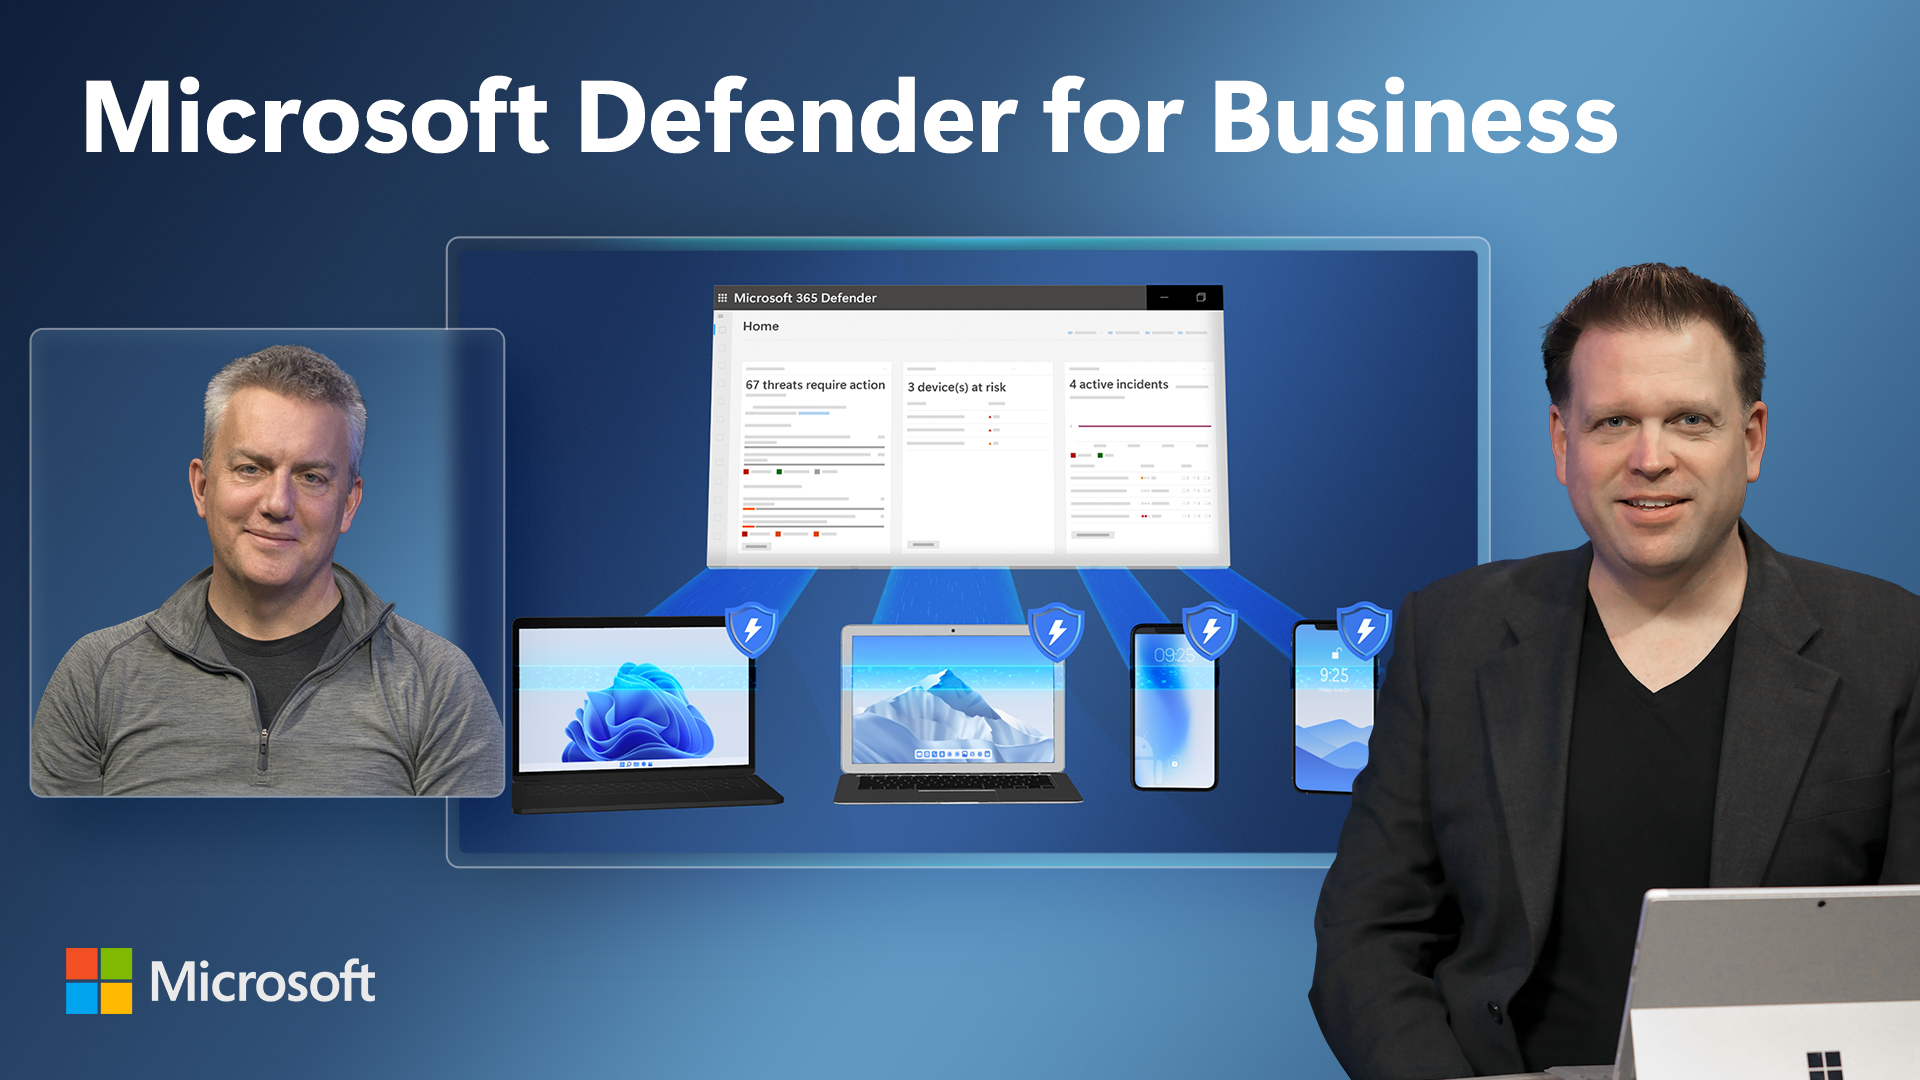 Microsoft Defender for Business
Microsoft 365 Defender
Home
67 threats require action
3 device(s) at risk
4 active incidents
09:25
9:25
Microsoft